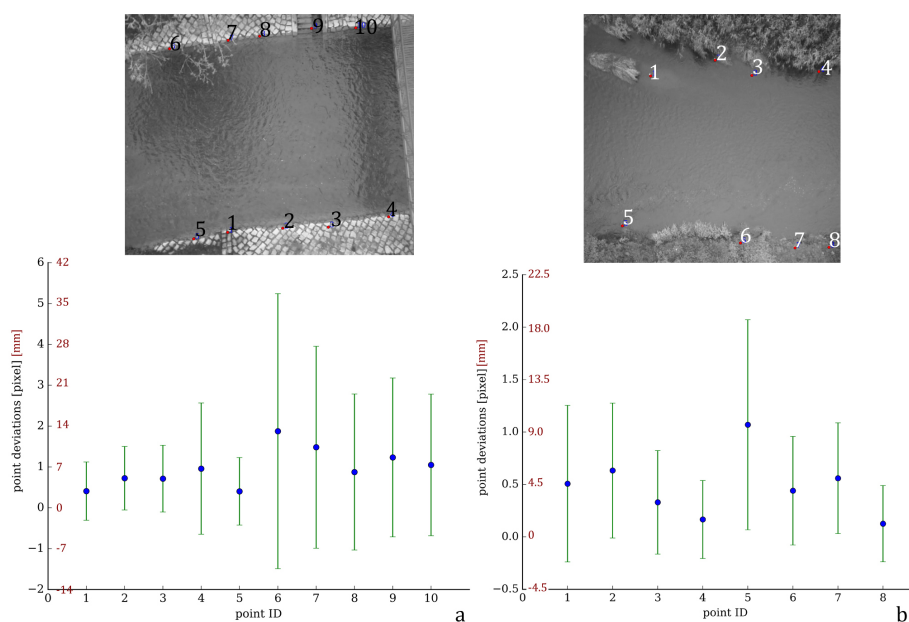 6 7 8 9 10
5 1 2 3 4
1 2 3 4
5 6 7 8
point deviations [pixel] [mm]
6 42
5 35
4 28
3 21
2 14
1 7
0 0
−1 -7
−2 -14
0 1 2 3 4 5 6 7 8 9 10
point ID
a
point deviations [pixel] [mm]
2.5 22.5
2.0 18.0
1.5 13.5
1.0 9.0
0.5 4.5
0.0 0
−0.5 -4.5
0 1 2 3 4 5 6 7 8
point ID
b